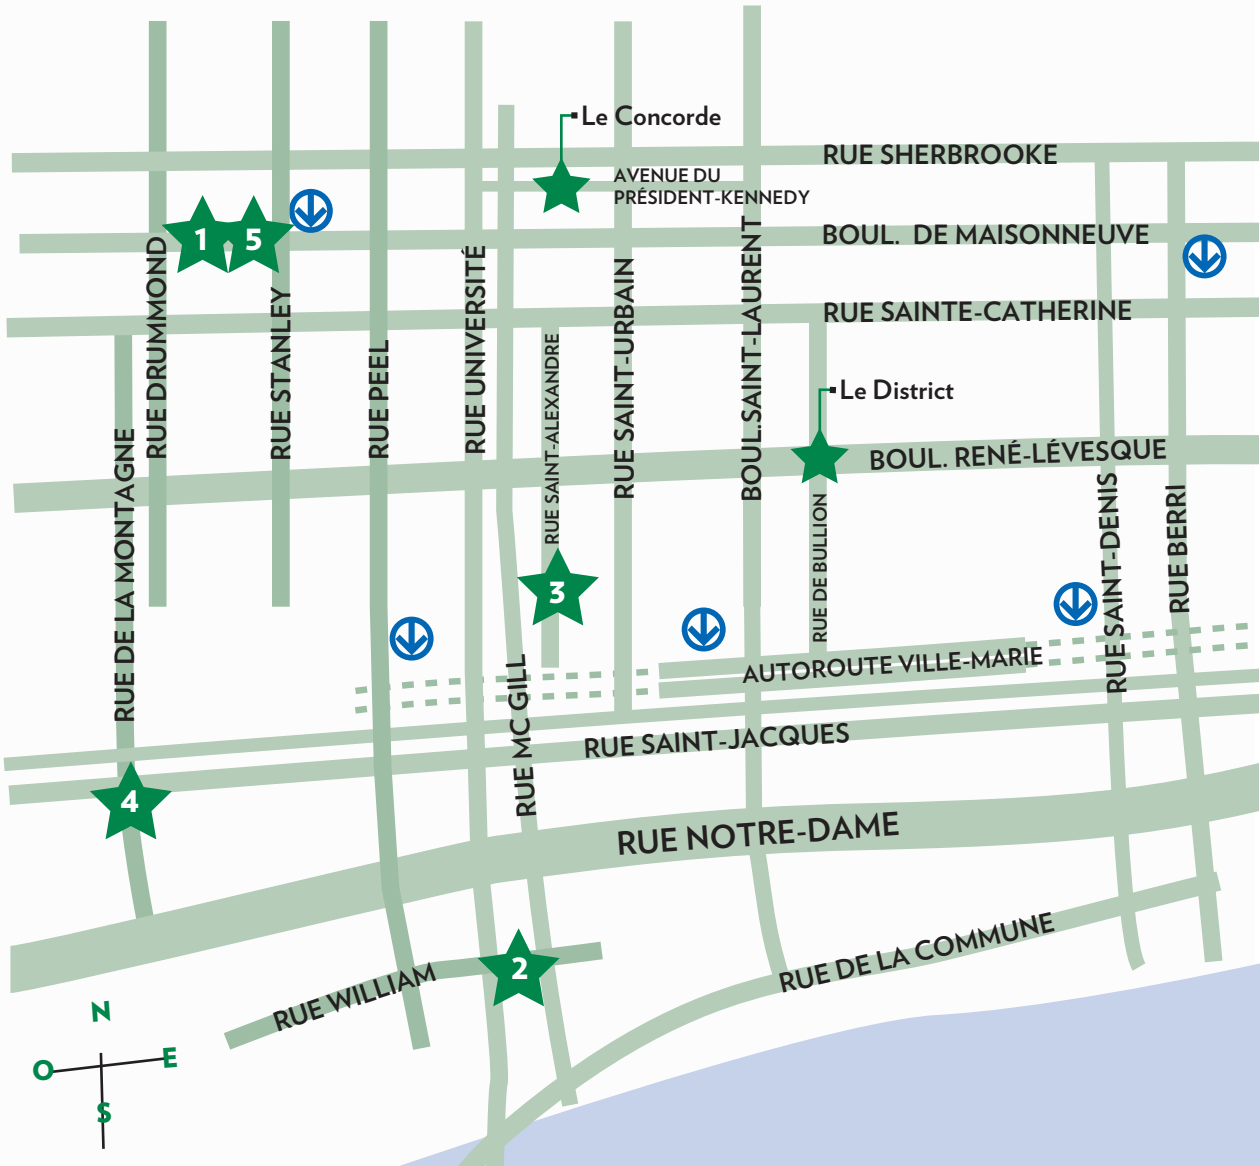 Le Concorde
RUE SHERBROOKE
AVENUE DU
PRÉSIDENT-KENNEDY
1
5
BOUL. DE MAISONNEUVE
RUE SAINTE-CATHERINE
RUE DRUMMOND
RUE STANLEY
RUE PEEL
RUE UNIVERSITÉ
RUE SAINT-ALEXANDRE
RUE SAINT-URBAIN
BOUL.SAINT-LAURENT
Le District
BOUL. RENÉ-LÉVESQUE
RUE DE LA MONTAGNE
RUE DE BULLION
RUE SAINT-DENIS
RUE BERRI
3
AUTOROUTE VILLE-MARIE
RUE MC GILL
RUE SAINT-JACQUES
4
RUE NOTRE-DAME
2
RUE WILLIAM
RUE DE LA COMMUNE
N
O
E
S